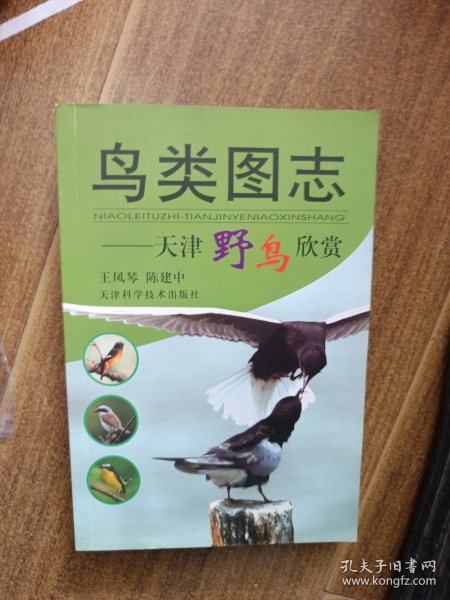 鸟类图志
NIAOLEITUZHI-TIANJINYENIAOXINSHANG
——天津野鸟欣赏
王凤琴 陈建中
天津科学技术出版社
孔夫子旧书网
www.kongfz.com